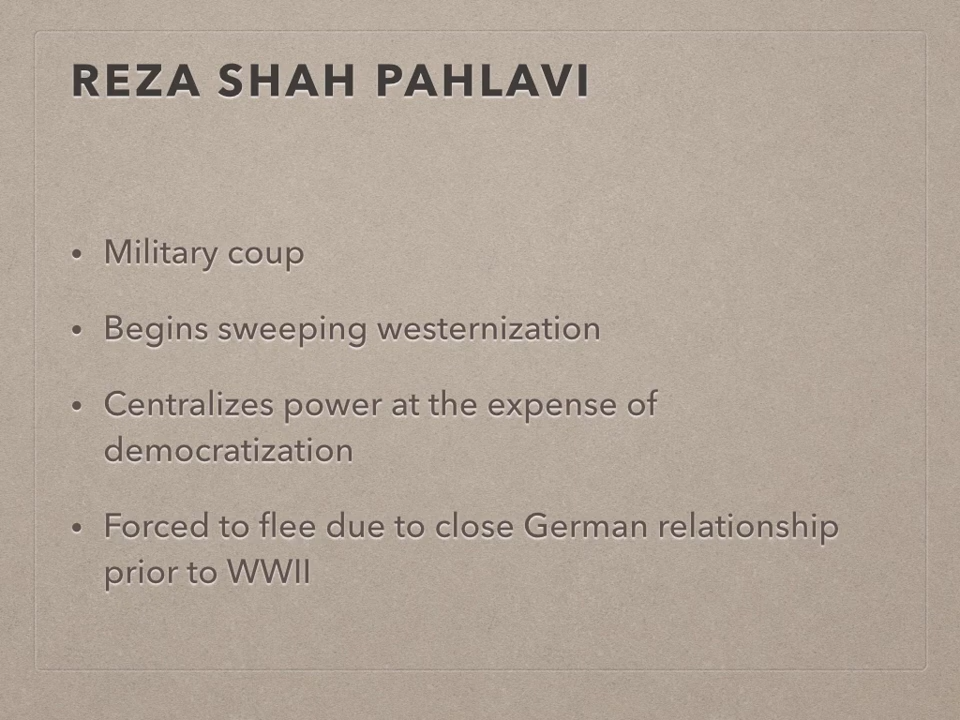 REZA SHAH PAHLAVI
• Military coup
• Begins sweeping westernization
• Centralizes power at the expense of
democratization
• Forced to flee due to close German relationship
prior to WWII